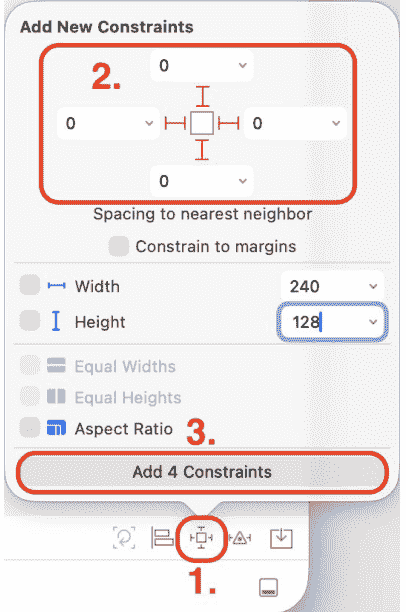 Add New Constraints
2.
0
0
0
0
Spacing to nearest neighbor
Constrain to margins
Width
240
Height
128
Equal Widths
Equal Heights
Aspect Ratio
3.
Add 4 Constraints
1.